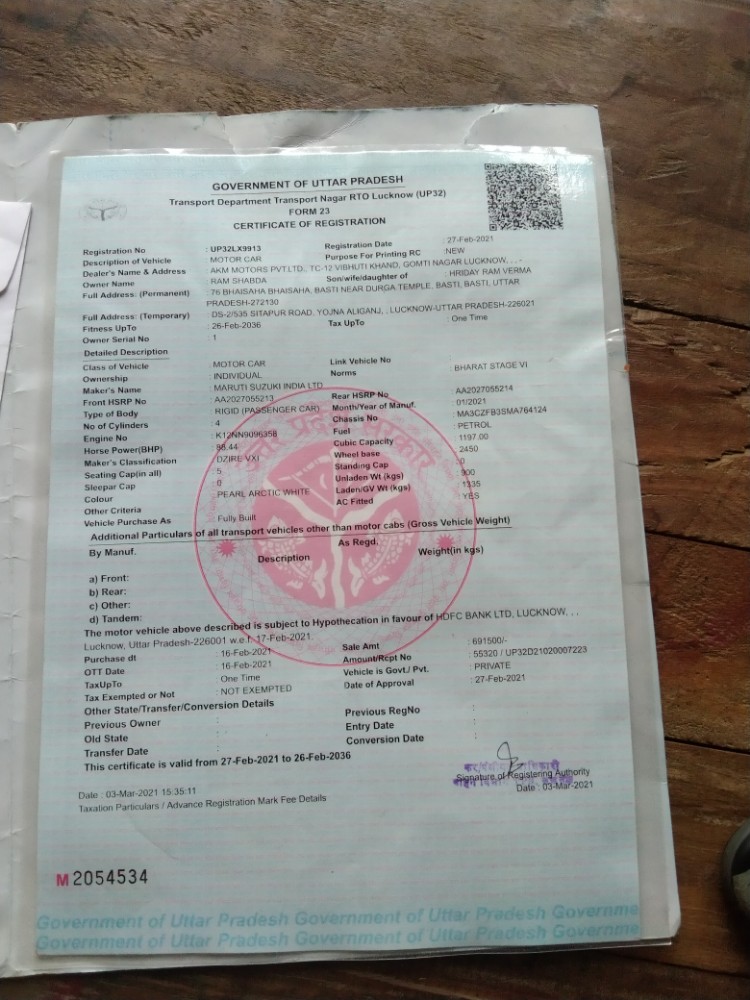 GOVERNMENT OF UTTAR PRADESH
Transport Department Transport Nagar RTO Lucknow (UP32)
FORM 23
CERTIFICATE OF REGISTRATION
Registration No : UP32LX9913 Registration Date : 27-Feb-2021
Description of Vehicle : MOTOR CAR Purpose For Printing RC : NEW
Dealer's Name & Address : AKM MOTORS PVT.LTD., TC-12 VIBHUTI KHAND, GOMTI NAGAR LUCKNOW, , , -
Owner Name : RAM SHABDA Son/wife/daughter of : HRIDAY RAM VERMA
Full Address: (Permanent) : 76 BHAISAHA BHAISAHA, BASTI NEAR DURGA TEMPLE, BASTI, BASTI, UTTAR
PRADESH-272130
Full Address: (Temporary) : DS-2/535 SITAPUR ROAD, YOJNA ALIGANJ, , LUCKNOW-UTTAR PRADESH-226021
Fitness UpTo : 26-Feb-2036 Tax UpTo : One Time
Owner Serial No : 1
Detailed Description
Class of Vehicle : MOTOR CAR Link Vehicle No
Ownership : INDIVIDUAL Norms : BHARAT STAGE VI
Maker's Name : MARUTI SUZUKI INDIA LTD
Front HSRP No : AA2027055213 Rear HSRP No : AA2027055214
Type of Body : RIGID (PASSENGER CAR) Month/Year of Manuf. : 01/2021
No of Cylinders : 4 Chassis No : MA3CZFB3SMA764124
Engine No : K12NN9096358 Fuel : PETROL
Horse Power(BHP) : 88.44 Cubic Capacity : 1197.00
Maker's Classification : DZIRE VXI Wheel base : 2450
Seating Cap(in all) : 5 Standing Cap : 0
Sleepar Cap : 0 Unladen Wt (kgs) : 900
Colour : PEARL ARCTIC WHITE Laden/GV Wt (kgs) : 1335
Other Criteria AC Fitted : YES
Vehicle Purchase As : Fully Built
Additional Particulars of all transport vehicles other than motor cabs (Gross Vehicle Weight)
By Manuf. As Regd.
Description Weight(in kgs)
a) Front:
b) Rear:
c) Other:
d) Tandem:
The motor vehicle above described is subject to Hypothecation in favour of HDFC BANK LTD, LUCKNOW, , ,
Lucknow, Uttar Pradesh-226001 w.e.f. 17-Feb-2021.
Purchase dt : 16-Feb-2021 Sale Amt : 691500/-
OTT Date : 16-Feb-2021 Amount/Rcpt No : 55320 / UP32D21020007223
TaxUpTo : One Time Vehicle is Govt./ Pvt. : PRIVATE
Tax Exempted or Not : NOT EXEMPTED Date of Approval : 27-Feb-2021
Other State/Transfer/Conversion Details
Previous Owner : Previous RegNo :
Old State : Entry Date :
Transfer Date : Conversion Date :
This certificate is valid from 27-Feb-2021 to 26-Feb-2036
Signature of Registering Authority
Date : 03-Mar-2021
Date : 03-Mar-2021 15:35:11
Taxation Particulars / Advance Registration Mark Fee Details
M 2054534
Government of Uttar Pradesh Government of Uttar Pradesh Governme
Government of Uttar Pradesh Government of Uttar Pradesh Governme